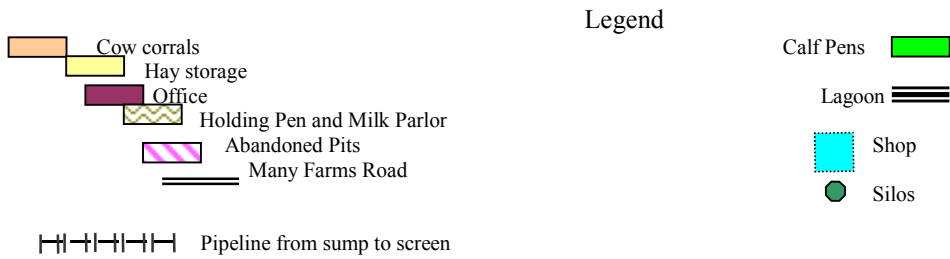 Legend
Cow corrals
Calf Pens
Hay storage
Office
Lagoon
Holding Pen and Milk Parlor
Abandoned Pits
Shop
Many Farms Road
Silos
Pipeline from sump to screen